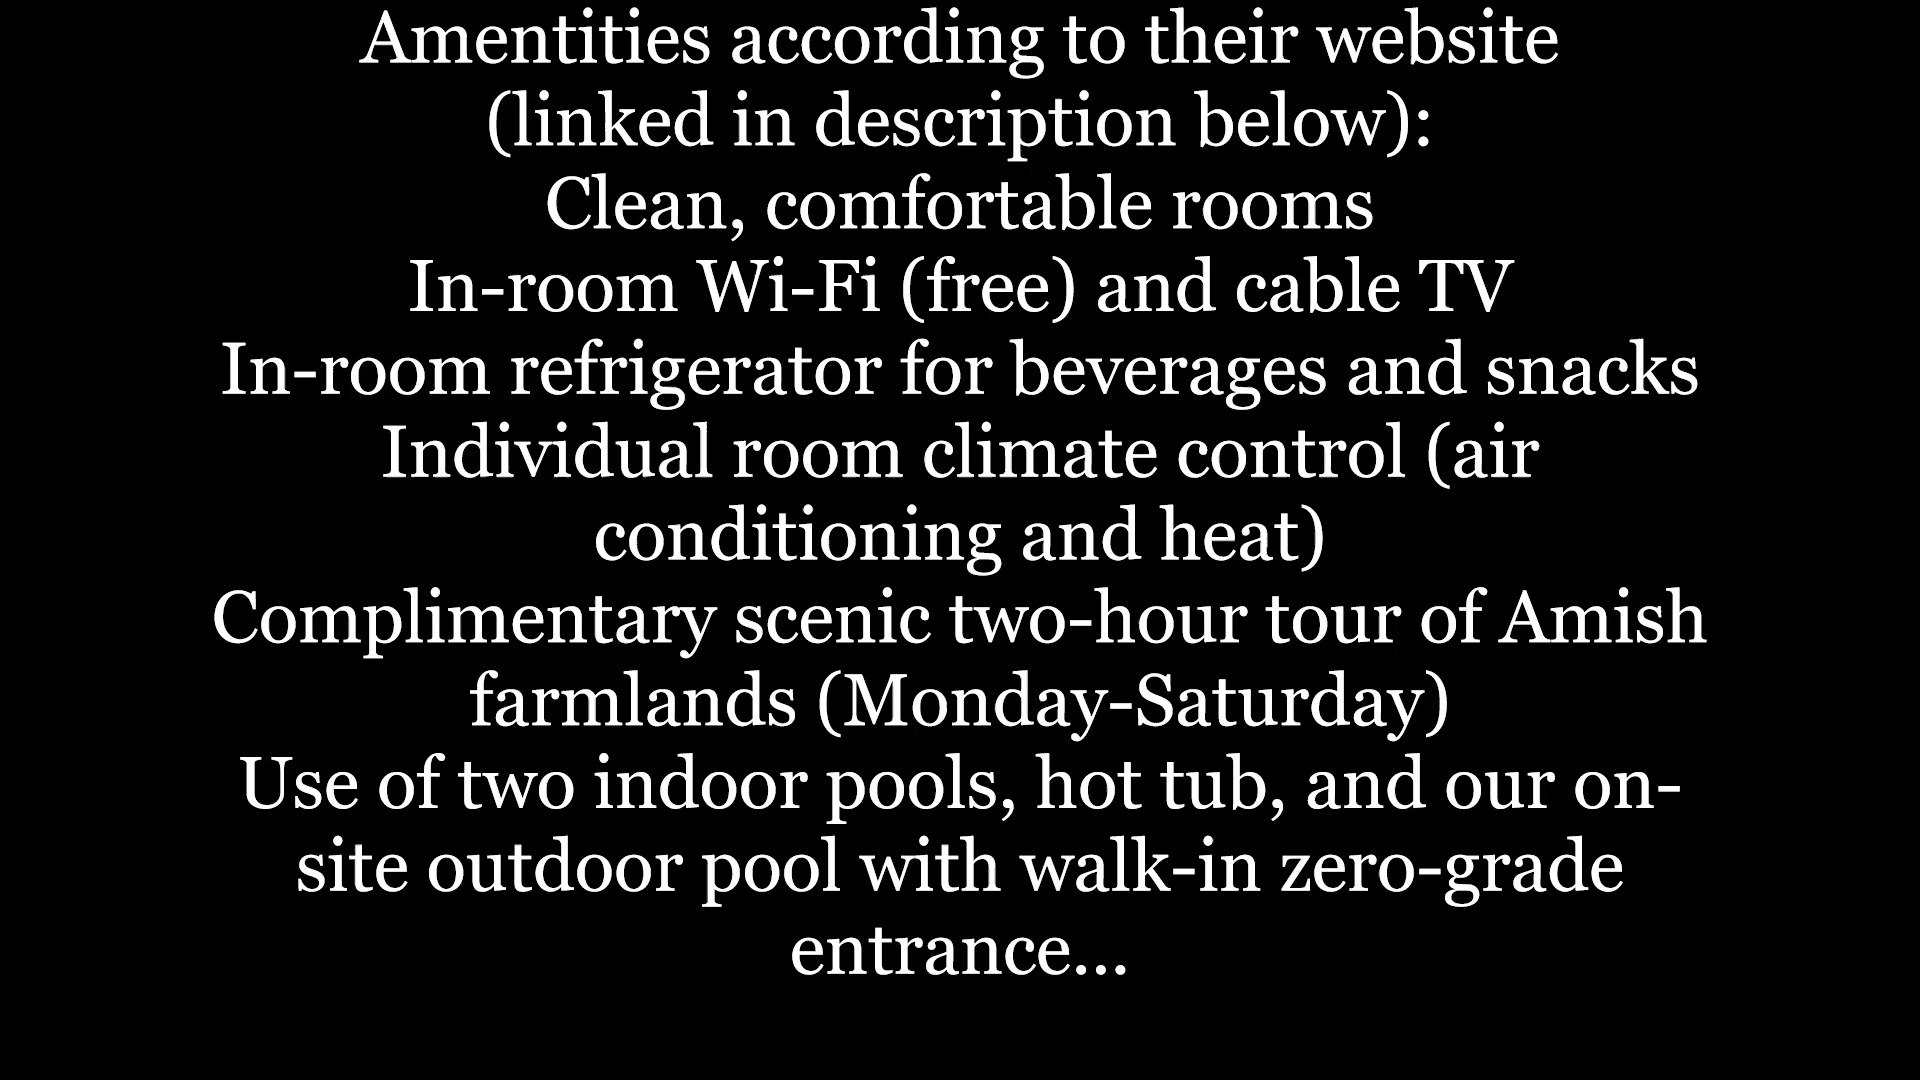 Amentities according to their website
(linked in description below):
Clean, comfortable rooms
In-room Wi-Fi (free) and cable TV
In-room refrigerator for beverages and snacks
Individual room climate control (air
conditioning and heat)
Complimentary scenic two-hour tour of Amish
farmlands (Monday-Saturday)
Use of two indoor pools, hot tub, and our on-
site outdoor pool with walk-in zero-grade
entrance...